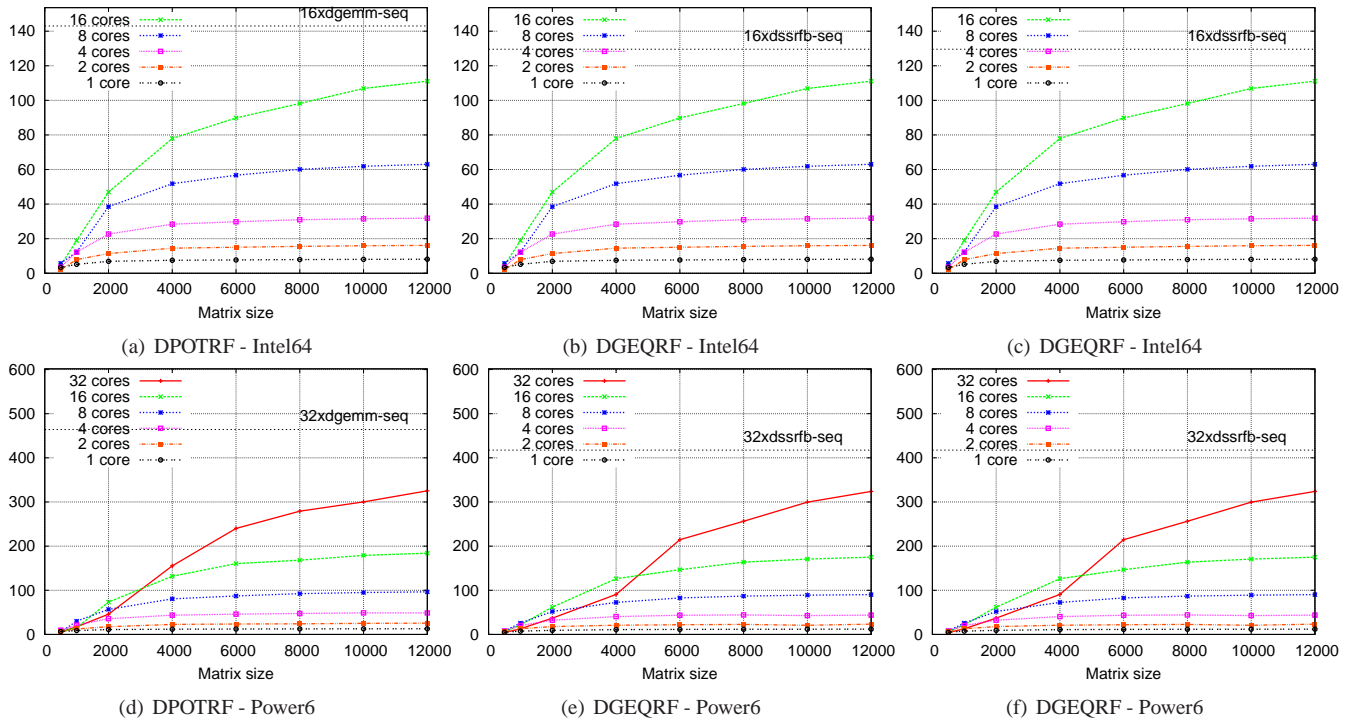 16xdgemm-seq
16 cores
8 cores
4 cores
2 cores
1 core
140
120
100
80
60
40
20
0
0 2000 4000 6000 8000 10000 12000
Matrix size
(a) DPOTRF - Intel64
16xdssrfb-seq
16 cores
8 cores
4 cores
2 cores
1 core
140
120
100
80
60
40
20
0
0 2000 4000 6000 8000 10000 12000
Matrix size
(b) DGEQRF - Intel64
16xdssrfb-seq
16 cores
8 cores
4 cores
2 cores
1 core
140
120
100
80
60
40
20
0
0 2000 4000 6000 8000 10000 12000
Matrix size
(c) DGEQRF - Intel64
32xdgemm-seq
32 cores
16 cores
8 cores
4 cores
2 cores
1 core
600
500
400
300
200
100
0
0 2000 4000 6000 8000 10000 12000
Matrix size
(d) DPOTRF - Power6
32xdssrfb-seq
32 cores
16 cores
8 cores
4 cores
2 cores
1 core
600
500
400
300
200
100
0
0 2000 4000 6000 8000 10000 12000
Matrix size
(e) DGEQRF - Power6
32xdssrfb-seq
32 cores
16 cores
8 cores
4 cores
2 cores
1 core
600
500
400
300
200
100
0
0 2000 4000 6000 8000 10000 12000
Matrix size
(f) DGEQRF - Power6